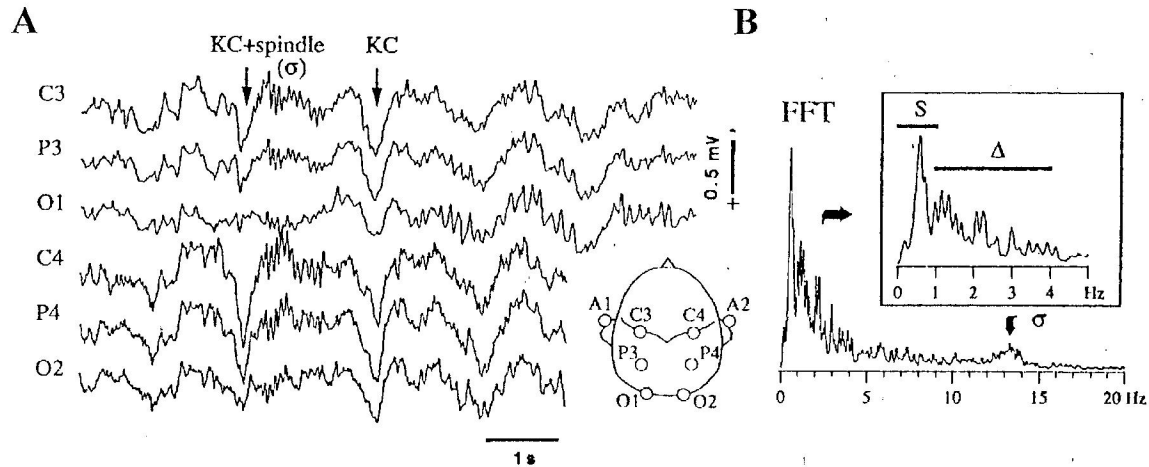 A
KC+spindle
(σ)
KC
C3
P3
O1
C4
P4
O2
0.5 mV
+
1 s
A1
A2
C3
C4
P3
P4
O1
O2
B
FFT
S
Δ
0 1 2 3 4 Hz
σ
0 5 10 15 20 Hz